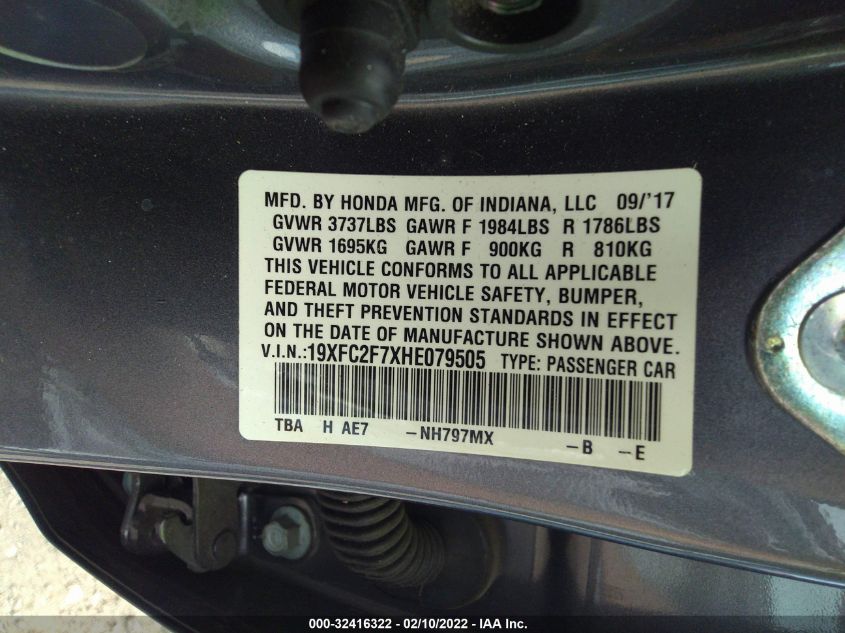 MFD. BY HONDA MFG. OF INDIANA, LLC 09/'17
GVWR 3737LBS GAWR F 1984LBS R 1786LBS
GVWR 1695KG GAWR F 900KG R 810KG
THIS VEHICLE CONFORMS TO ALL APPLICABLE
FEDERAL MOTOR VEHICLE SAFETY, BUMPER,
AND THEFT PREVENTION STANDARDS IN EFFECT
ON THE DATE OF MANUFACTURE SHOWN ABOVE.
V.I.N.:19XFC2F7XHE079505 TYPE: PASSENGER CAR
TBA H AE7 -NH797MX -B -E
000-32416322 - 02/10/2022 - IAA Inc.